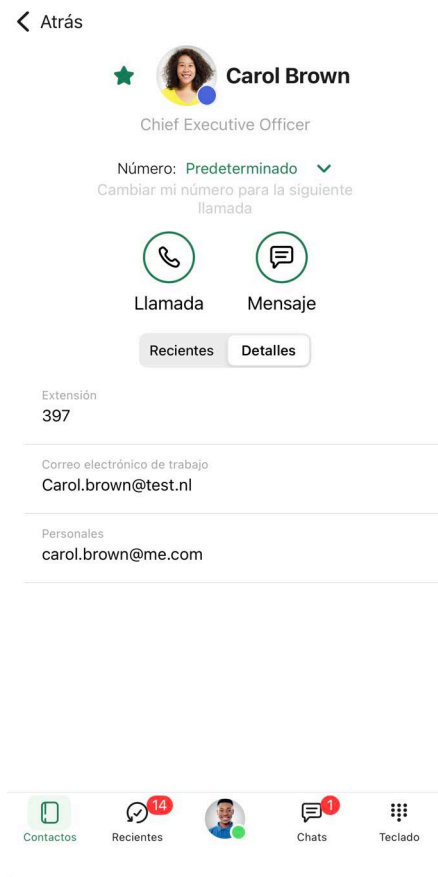 Atrás
Carol Brown
Chief Executive Officer
Número: Predeterminado
Cambiar mi número para la siguiente
llamada
Llamada Mensaje
Recientes Detalles
Extensión
397
Correo electrónico de trabajo
Carol.brown@test.nl
Personales
carol.brown@me.com
14 1
Contactos Recientes Chats Teclado